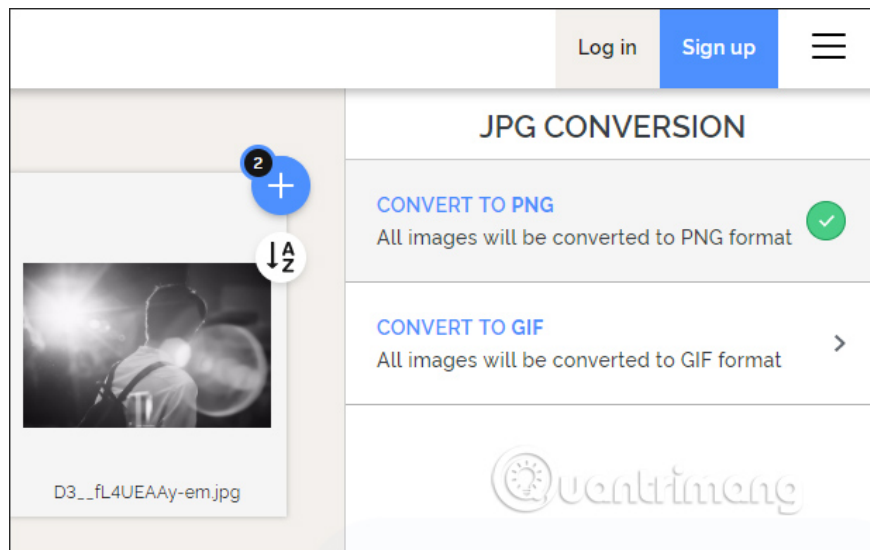 Log in
Sign up
JPG CONVERSION
2
CONVERT TO PNG
All images will be converted to PNG format
A
Z
CONVERT TO GIF
All images will be converted to GIF format
D3__fL4UEAAy-em.jpg
Quantrimang